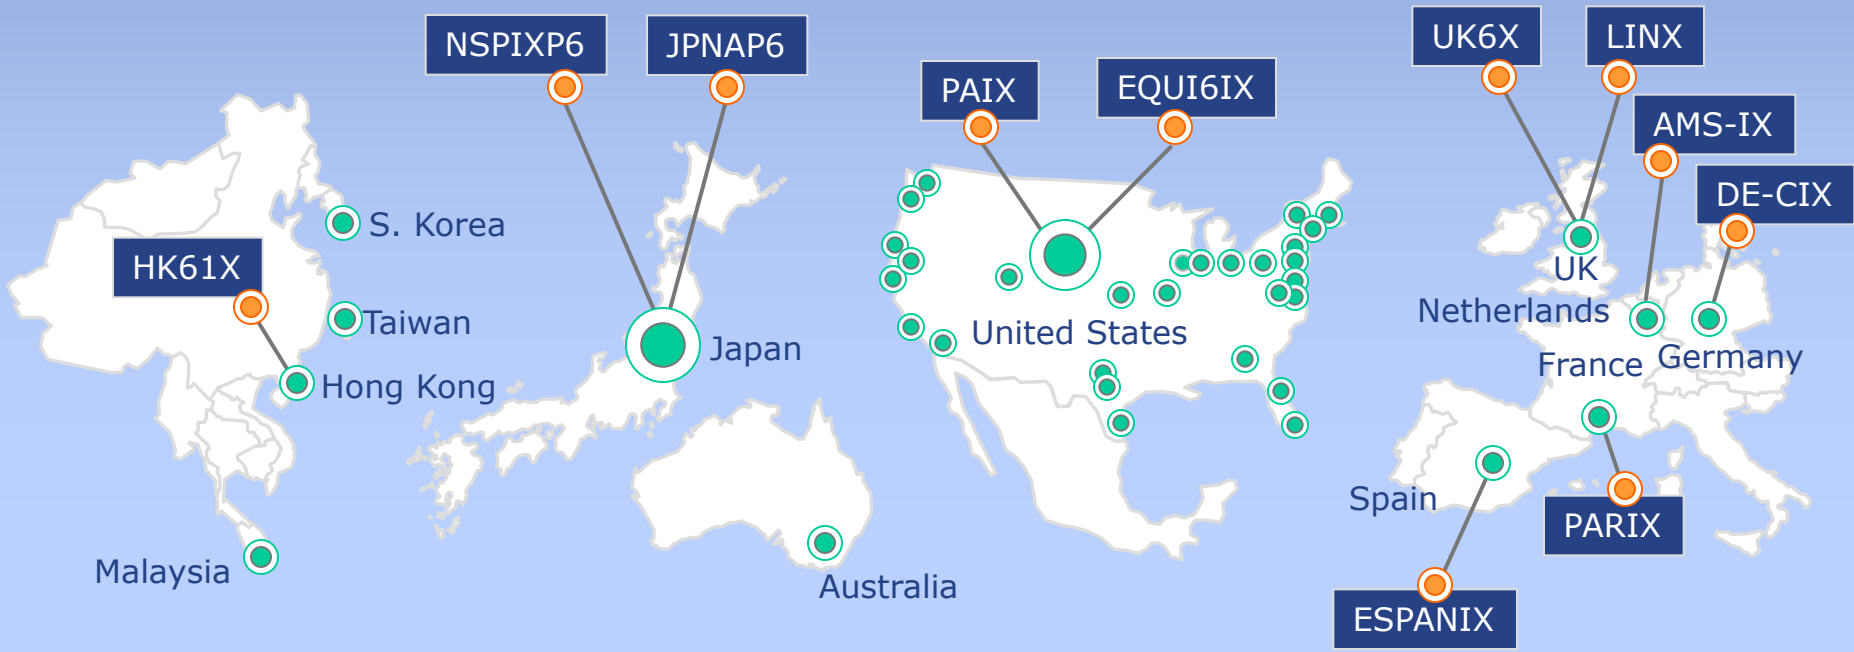 NSPIXP6
JPNAP6
PAIX
EQUI6IX
UK6X
LINX
AMS-IX
DE-CIX
S. Korea
HK61X
Taiwan
Hong Kong
Malaysia
Japan
Australia
United States
UK
Netherlands
France
Germany
Spain
PARIX
ESPANIX